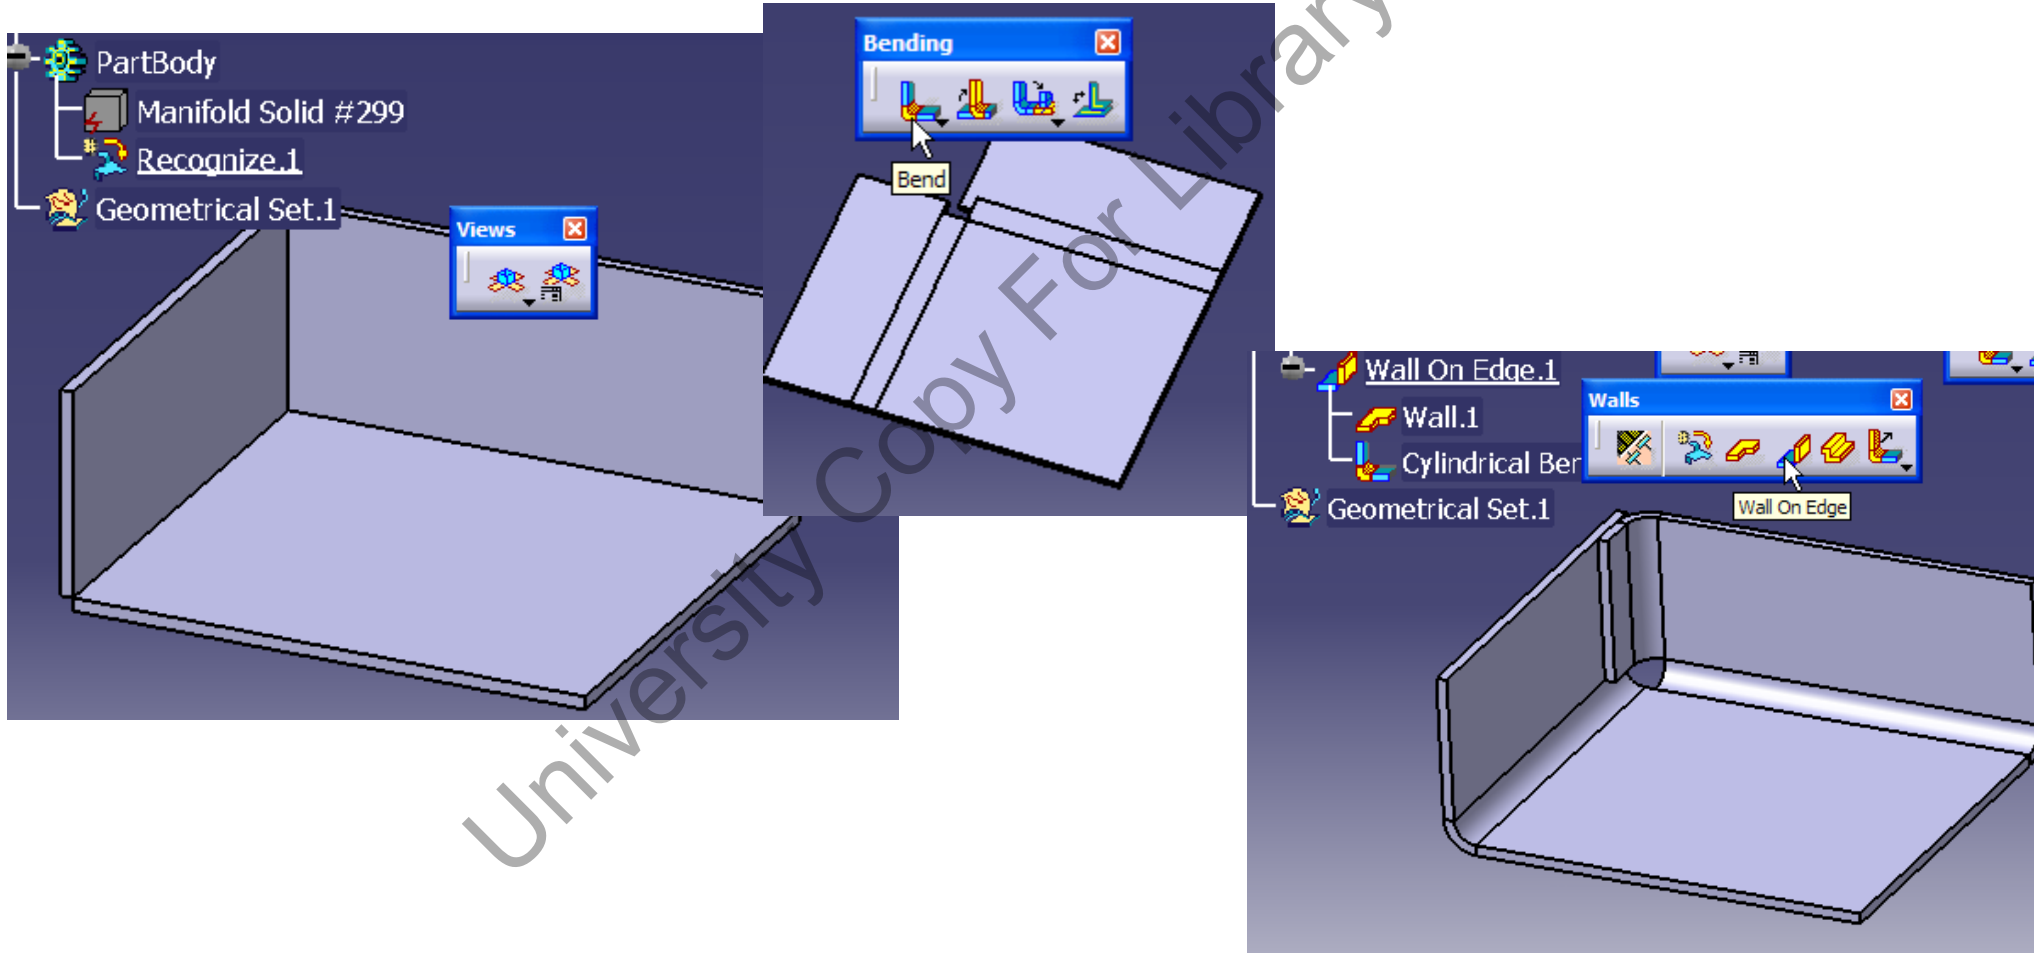 PartBody
Manifold Solid #299
Recognize.1
Geometrical Set.1
Views
Bending
Bend
Wall On Edge.1
Wall.1
Cylindrical Ber
Geometrical Set.1
Walls
Wall On Edge
University Copy For Library